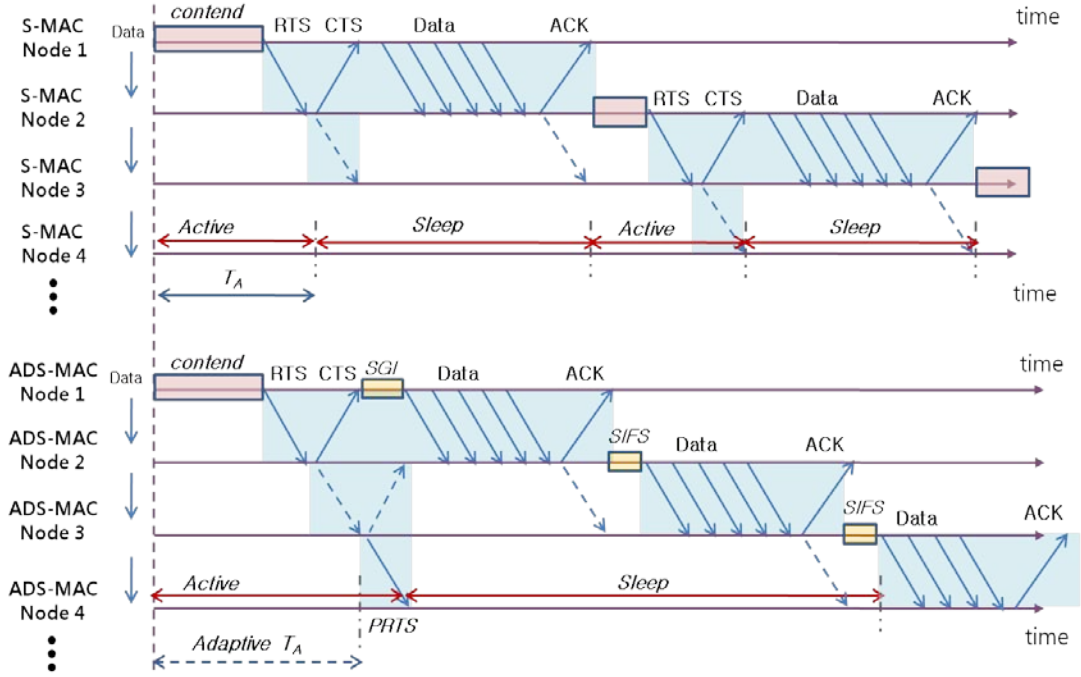 contend
time
S-MAC
Node 1
Data
RTS CTS Data ACK
S-MAC
Node 2
RTS CTS Data ACK
S-MAC
Node 3
S-MAC
Node 4
Active Sleep Active Sleep
T_A
time
contend
time
ADS-MAC
Node 1
Data
RTS CTS SGI Data ACK
ADS-MAC
Node 2
SIFS Data ACK
ADS-MAC
Node 3
SIFS Data ACK
ADS-MAC
Node 4
Active Sleep
PRTS
Adaptive T_A
time